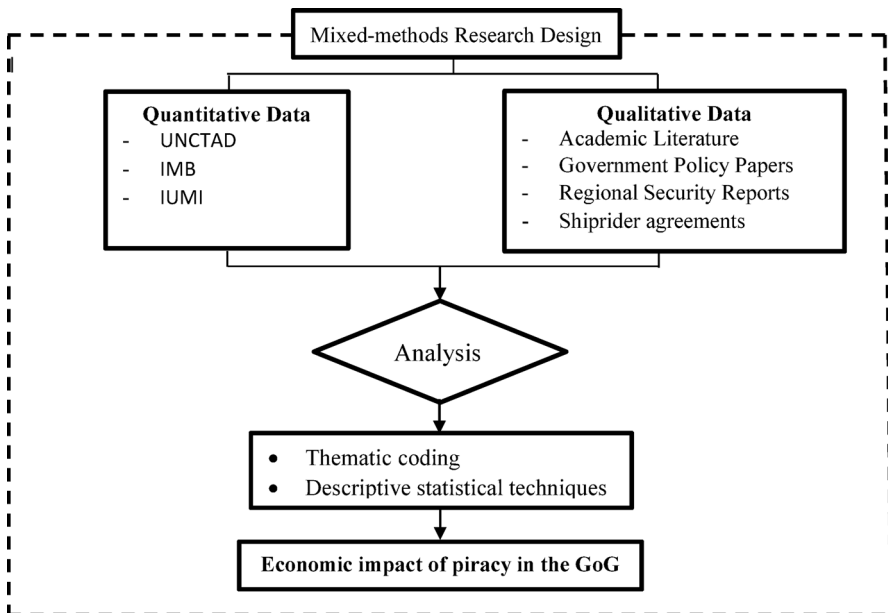 Mixed-methods Research Design
Quantitative Data
- UNCTAD
- IMB
- IUMI
Qualitative Data
- Academic Literature
- Government Policy Papers
- Regional Security Reports
- Shiprider agreements
Analysis
• Thematic coding
• Descriptive statistical techniques
Economic impact of piracy in the GoG